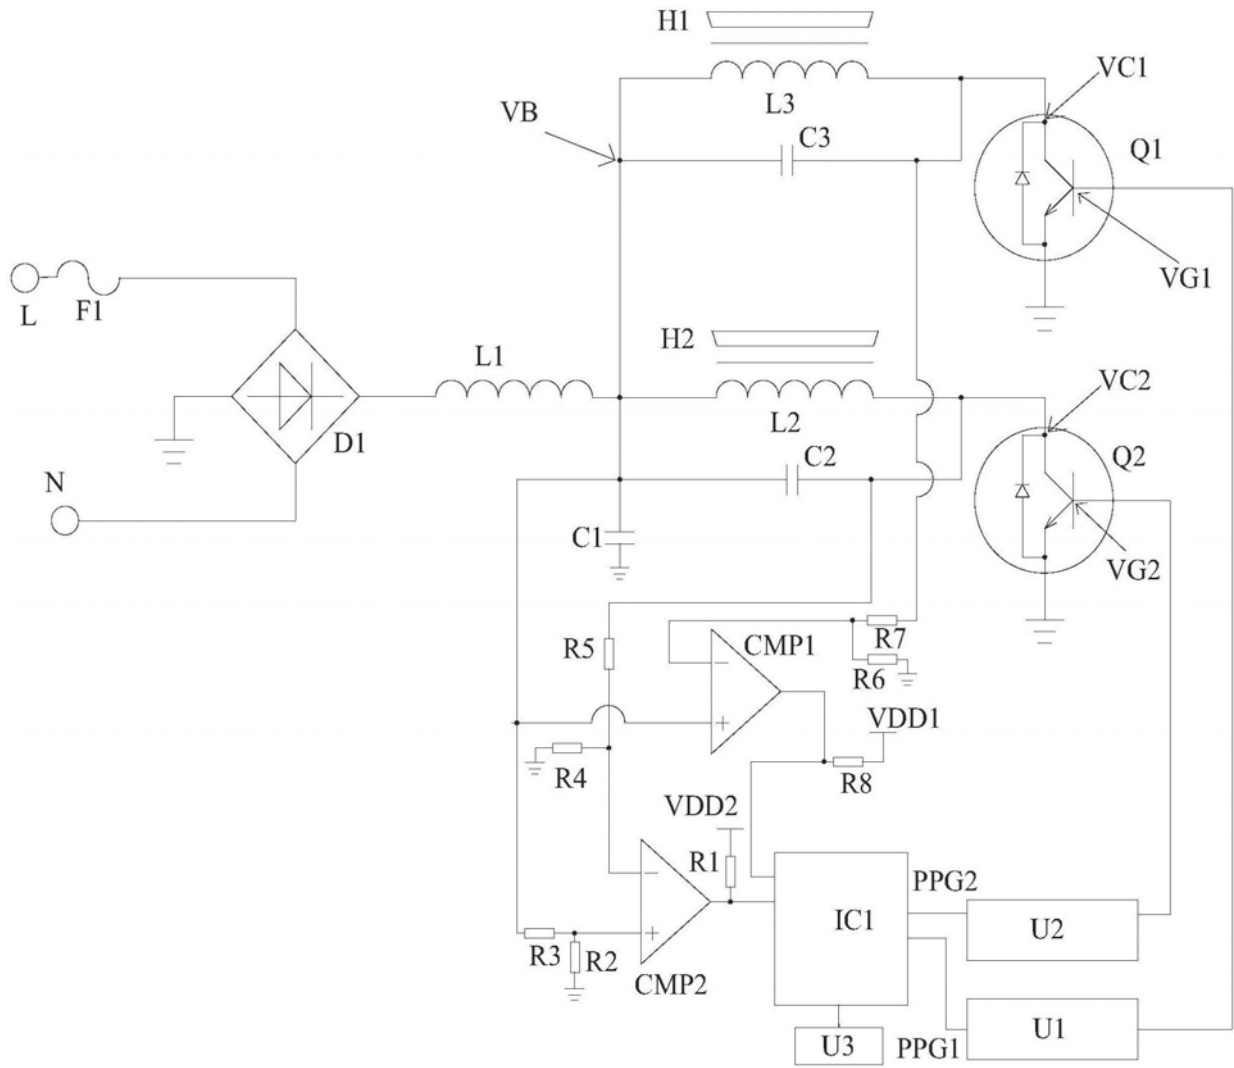 H1
VC1
L3
VB
C3
Q1
VG1
L
F1
H2
L1
VC2
L2
D1
C2
Q2
N
C1
VG2
R5
CMP1
R7
−
R6
VDD1
+
R4
R8
VDD2
R1
PPG2
−
IC1
U2
+
R3
R2
CMP2
U1
U3
PPG1